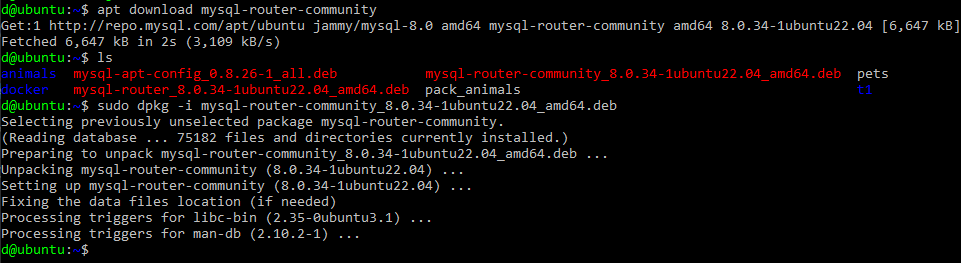 d@ubuntu:~$ apt download mysql-router-community
Get:1 http://repo.mysql.com/apt/ubuntu jammy/mysql-8.0 amd64 mysql-router-community amd64 8.0.34-1ubuntu22.04 [6,647 kB]
Fetched 6,647 kB in 2s (3,109 kB/s)
d@ubuntu:~$ ls
animals  mysql-apt-config_0.8.26-1_all.deb           mysql-router-community_8.0.34-1ubuntu22.04_amd64.deb  pets
docker   mysql-router_8.0.34-1ubuntu22.04_amd64.deb  pack_animals                                          t1
d@ubuntu:~$ sudo dpkg -i mysql-router-community_8.0.34-1ubuntu22.04_amd64.deb
Selecting previously unselected package mysql-router-community.
(Reading database ... 75182 files and directories currently installed.)
Preparing to unpack mysql-router-community_8.0.34-1ubuntu22.04_amd64.deb ...
Unpacking mysql-router-community (8.0.34-1ubuntu22.04) ...
Setting up mysql-router-community (8.0.34-1ubuntu22.04) ...
Fixing the data files location (if needed)
Processing triggers for libc-bin (2.35-0ubuntu3.1) ...
Processing triggers for man-db (2.10.2-1) ...
d@ubuntu:~$